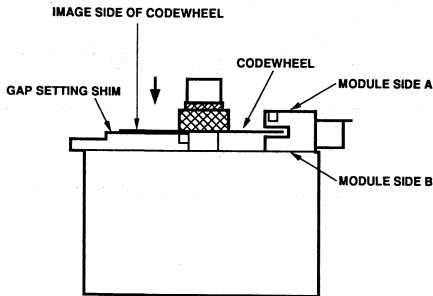 IMAGE SIDE OF CODEWHEEL
CODEWHEEL
MODULE SIDE A
GAP SETTING SHIM
MODULE SIDE B